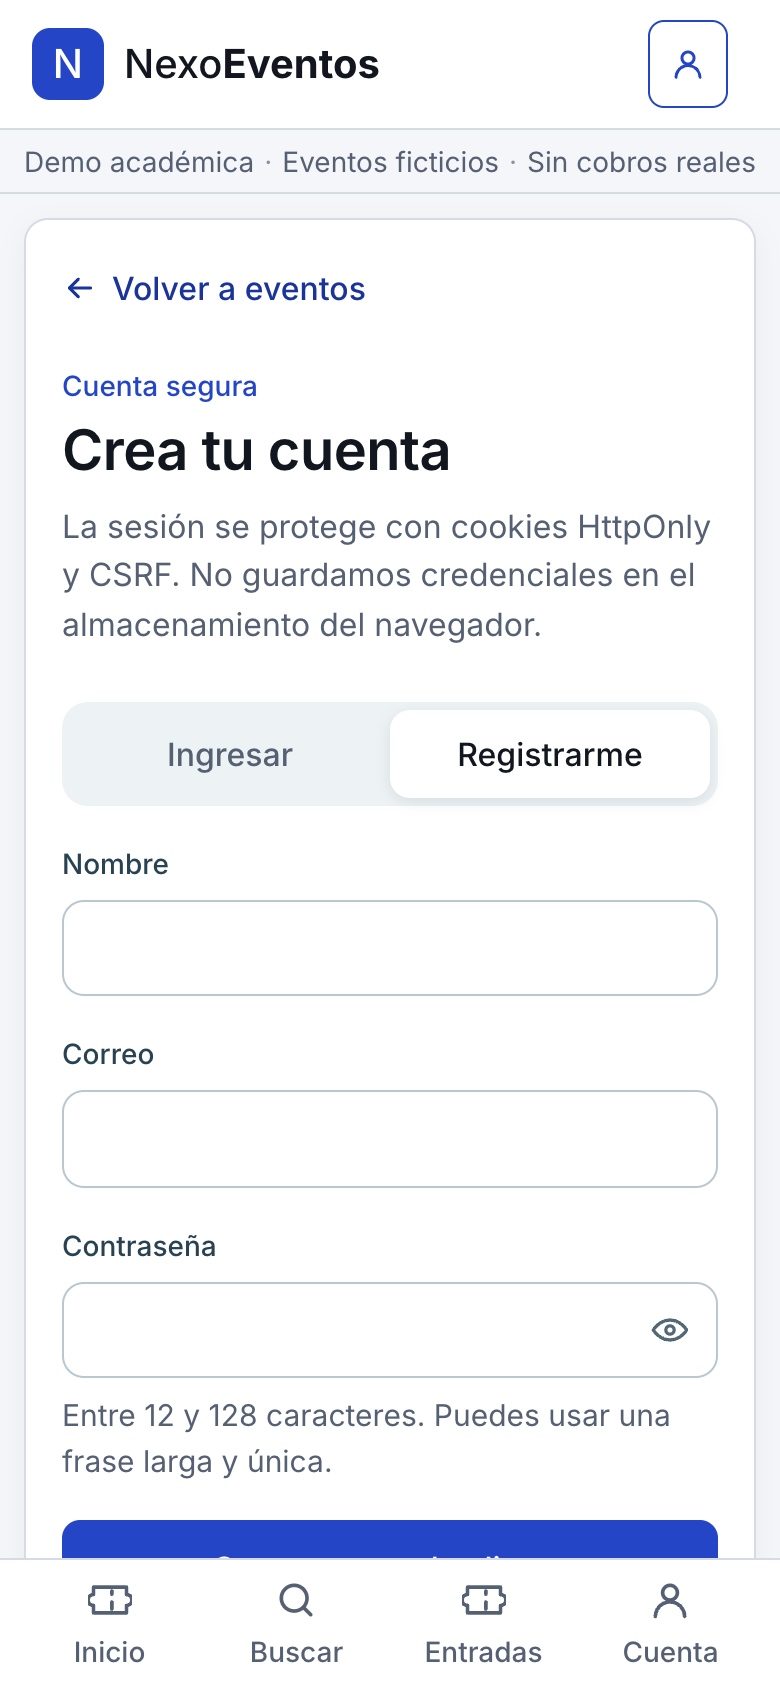 N NexoEventos
Demo académica · Eventos ficticios · Sin cobros reales
← Volver a eventos
Cuenta segura
Crea tu cuenta
La sesión se protege con cookies HttpOnly
y CSRF. No guardamos credenciales en el
almacenamiento del navegador.
Ingresar Registrarme
Nombre
Correo
Contraseña
Entre 12 y 128 caracteres. Puedes usar una
frase larga y única.
Inicio Buscar Entradas Cuenta